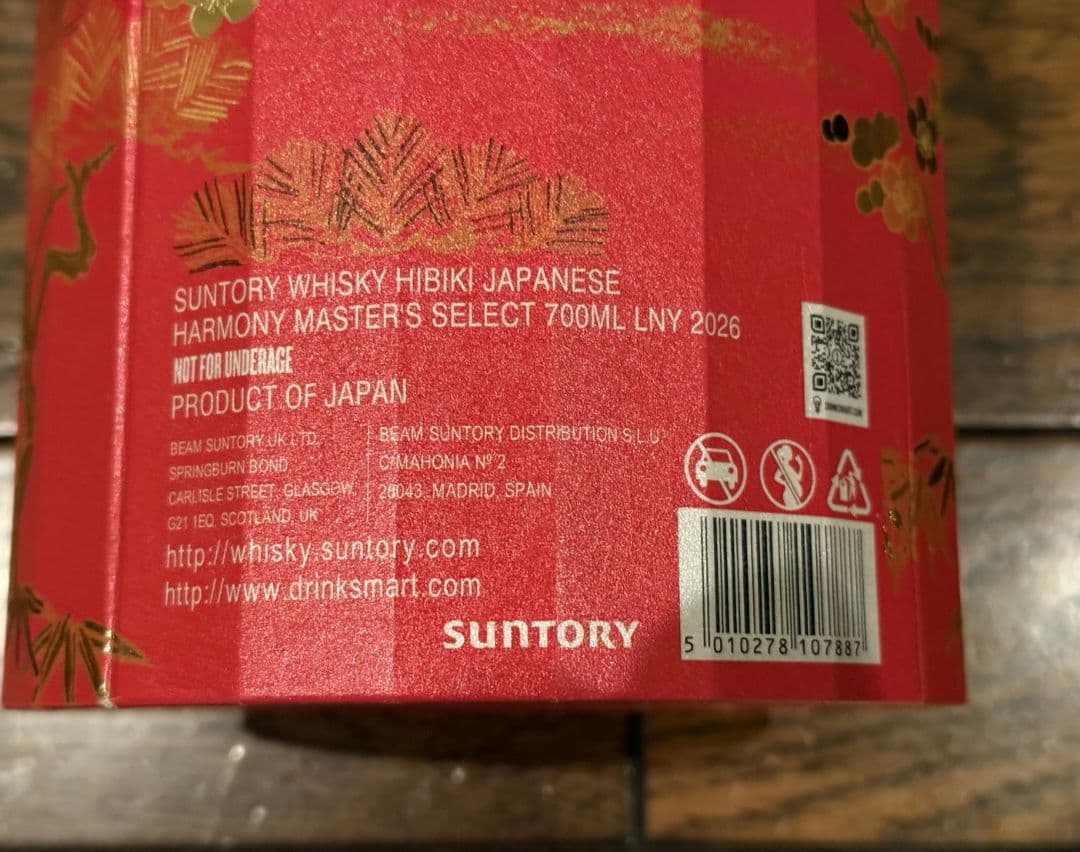 SUNTORY WHISKY HIBIKI JAPANESE
HARMONY MASTER'S SELECT 700ML LNY 2026
NOT FOR UNDERAGE
PRODUCT OF JAPAN
BEAM SUNTORY UK LTD,
SPRINGBURN BOND,
CARLISLE STREET, GLASGOW,
G21 1EQ, SCOTLAND, UK
BEAM SUNTORY DISTRIBUTION S.L.U
C/MAHONIA Nº 2
28043, MADRID, SPAIN
http://whisky.suntory.com
http://www.drinksmart.com
SUNTORY
DRINKSMART.COM
5 010278 107887